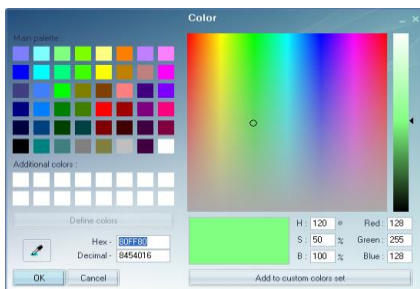 Color
Main palette :
Additional colors :
Define colors
Hex - 80FF80
Decimal - 8454016
OK
Cancel
H : 120 º Red : 128
S : 50 % Green : 255
B : 100 % Blue : 128
Add to custom colors set